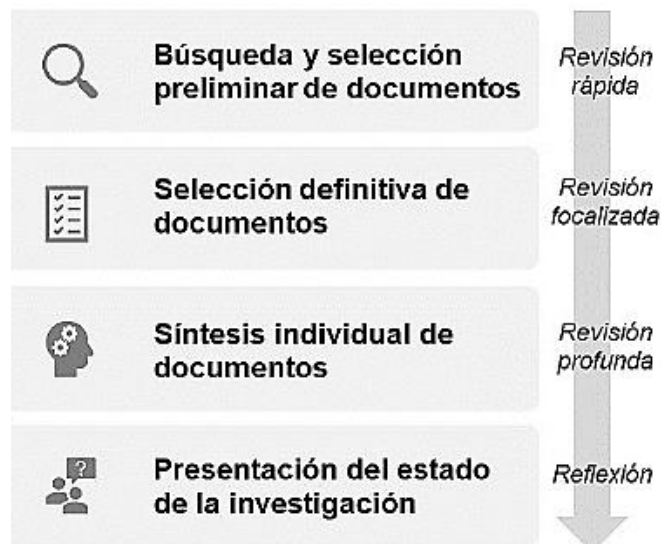 Búsqueda y selección
preliminar de documentos
Revisión
rápida
Selección definitiva de
documentos
Revisión
focalizada
Síntesis individual de
documentos
Revisión
profunda
Presentación del estado
de la investigación
Reflexión
?